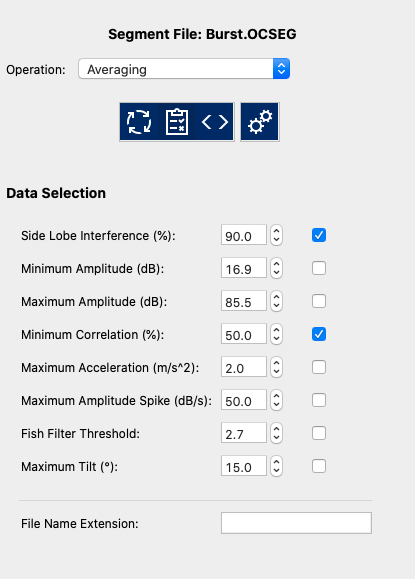 Segment File: Burst.OCSEG
Operation: Averaging
Data Selection
Side Lobe Interference (%): 90.0
Minimum Amplitude (dB): 16.9
Maximum Amplitude (dB): 85.5
Minimum Correlation (%): 50.0
Maximum Acceleration (m/s^2): 2.0
Maximum Amplitude Spike (dB/s): 50.0
Fish Filter Threshold: 2.7
Maximum Tilt (°): 15.0
File Name Extension: